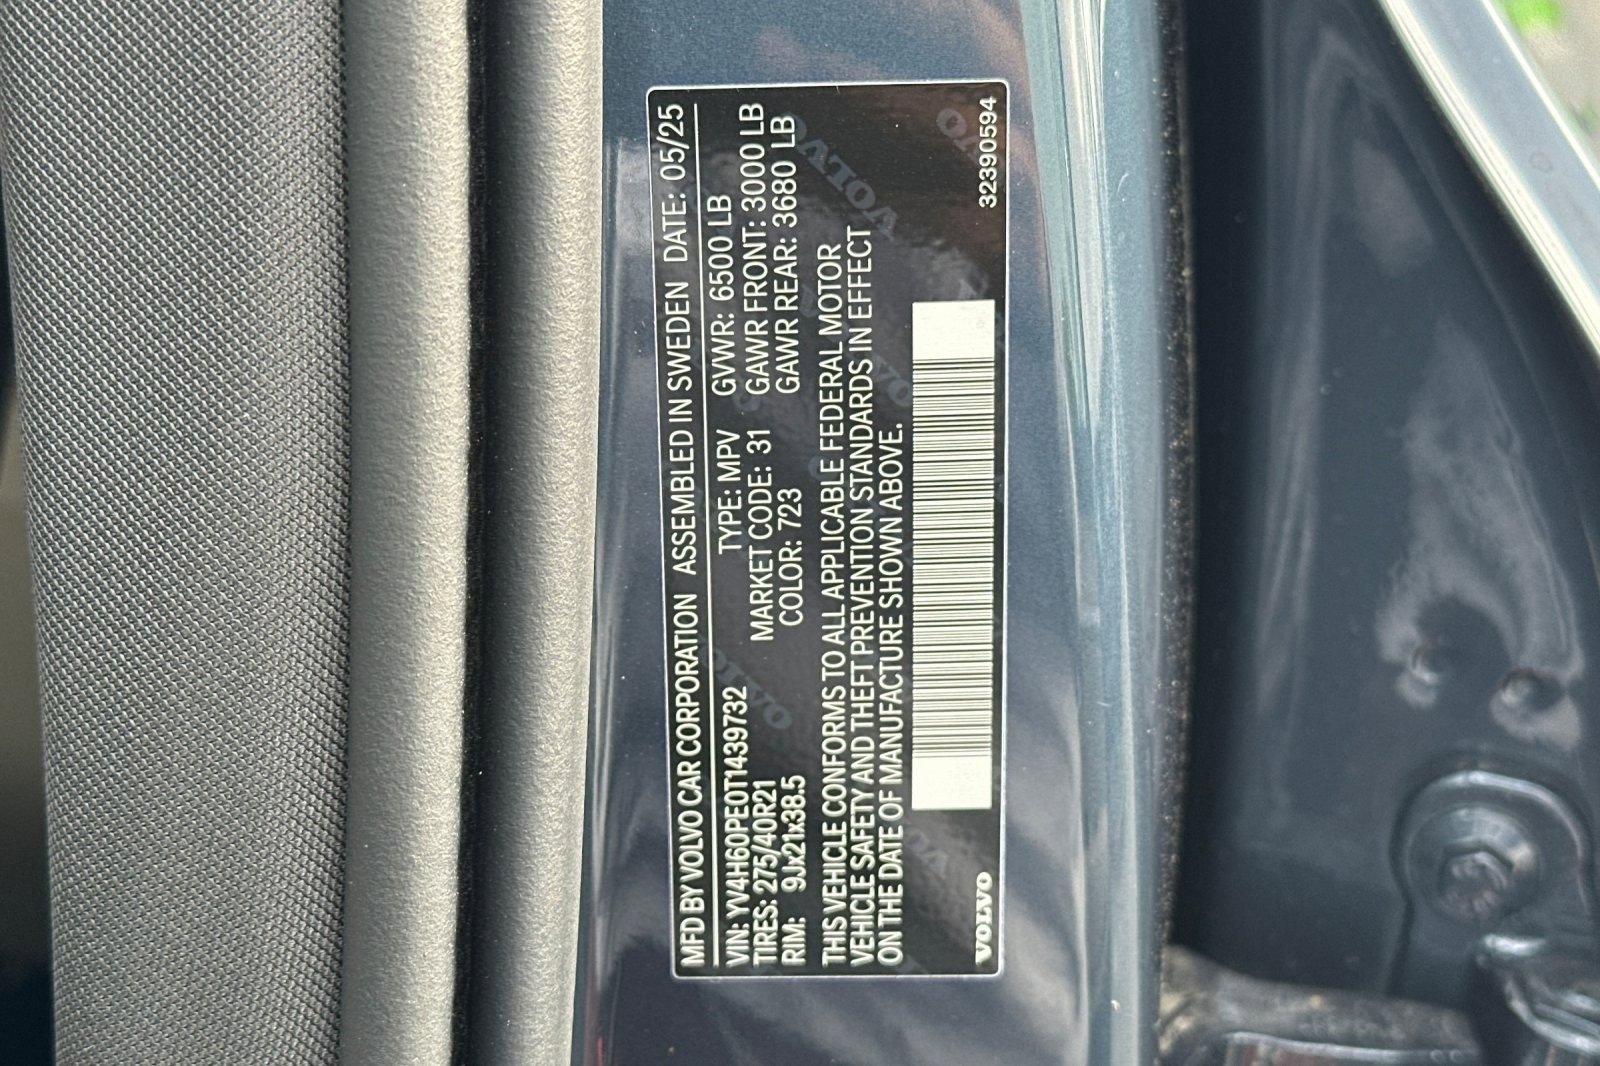 MFD BY VOLVO CAR CORPORATION ASSEMBLED IN SWEDEN DATE: 05/25
VIN: YV4H60PE0T1439732 TYPE: MPV GVWR: 6500 LB
TIRES: 275/40R21 MARKET CODE: 31 GAWR FRONT: 3000 LB
RIM: 9Jx21x38.5 COLOR: 723 GAWR REAR: 3680 LB
THIS VEHICLE CONFORMS TO ALL APPLICABLE FEDERAL MOTOR
VEHICLE SAFETY AND THEFT PREVENTION STANDARDS IN EFFECT
ON THE DATE OF MANUFACTURE SHOWN ABOVE.
VOLVO 32390594